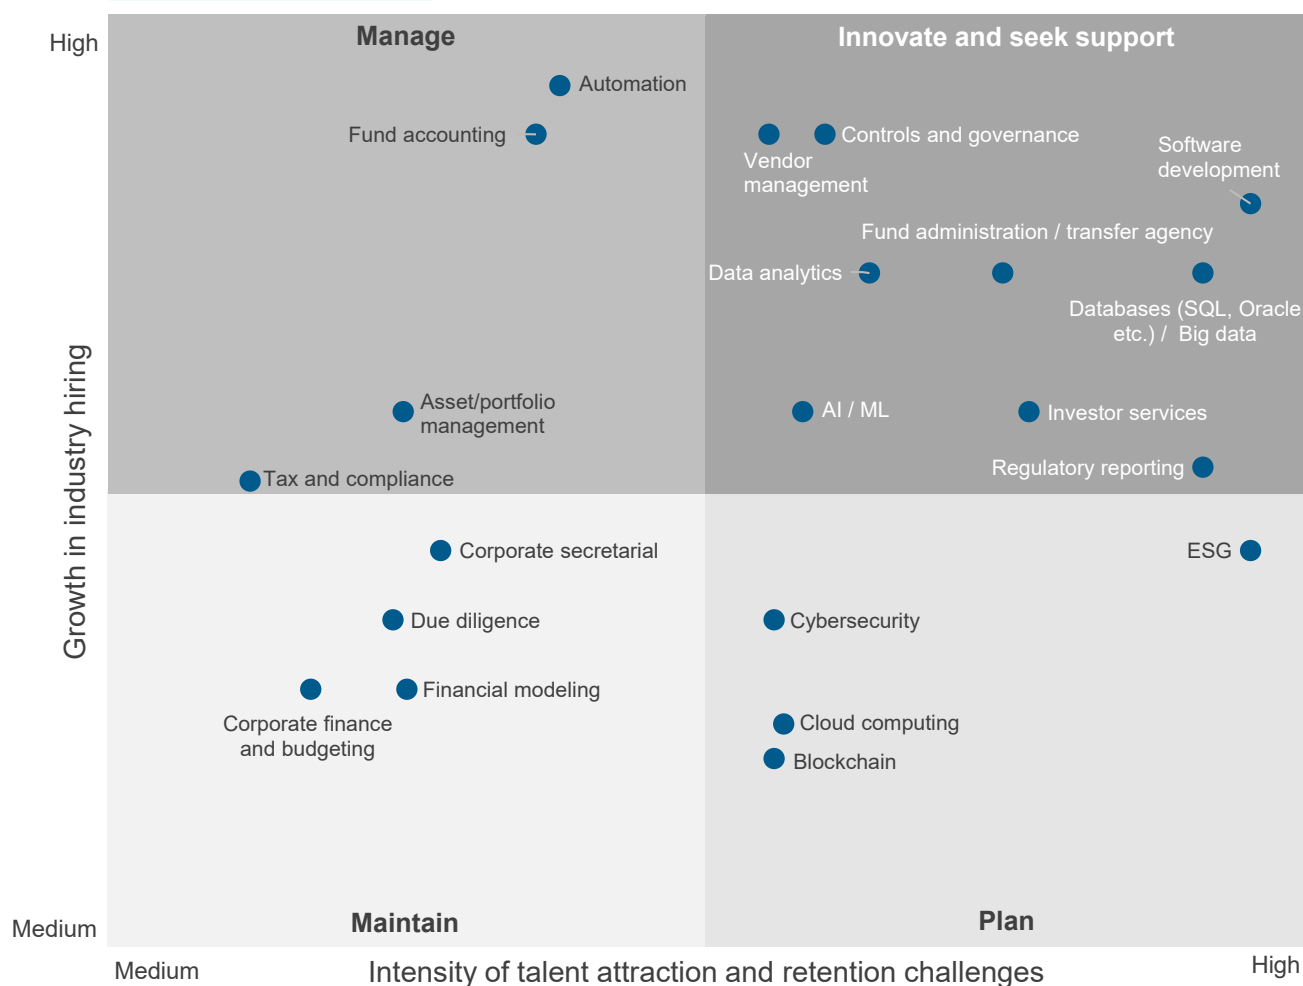 High
Manage
Innovate and seek support
Automation
Fund accounting
Controls and governance
Vendor
management
Software
development
Fund administration / transfer agency
Data analytics
Databases (SQL, Oracle
etc.) /  Big data
Growth in industry hiring
Asset/portfolio
management
AI / ML
Investor services
Regulatory reporting
Tax and compliance
Corporate secretarial
ESG
Due diligence
Cybersecurity
Financial modeling
Corporate finance
and budgeting
Cloud computing
Blockchain
Maintain
Plan
Medium
Medium
Intensity of talent attraction and retention challenges
High